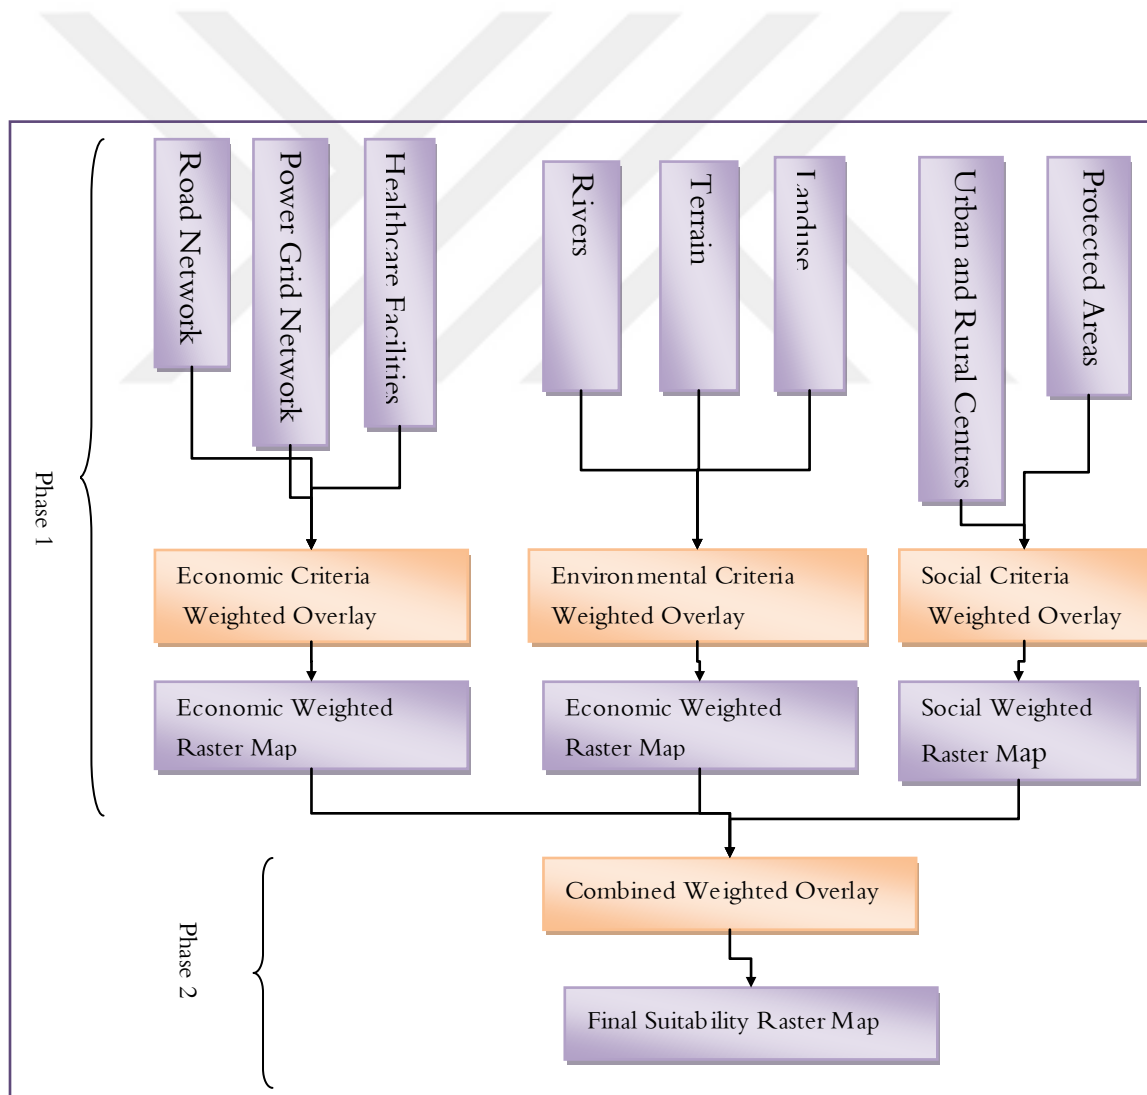 Road Network
Power Grid Network
Healthcare Facilities
Rivers
Terrain
Landuse
Urban and Rural Centres
Protected Areas
Phase 1
Economic Criteria
Weighted Overlay
Environmental Criteria
Weighted Overlay
Social Criteria
Weighted Overlay
Economic Weighted
Raster Map
Economic Weighted
Raster Map
Social Weighted
Raster Map
Phase 2
Combined Weighted Overlay
Final Suitability Raster Map